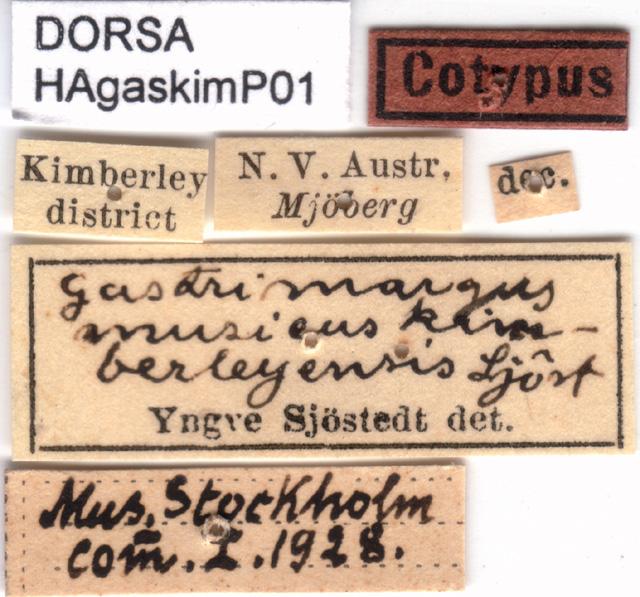 DORSA
HAgaskimP01
Cotypus
Kimberley
district
N. V. Austr.
Mjöberg
dec.
Gastrimargus
musicus kim-
berleyensis Sjöst
Yngve Sjöstedt det.
Mus. Stockholm
com̄. I. 1928.